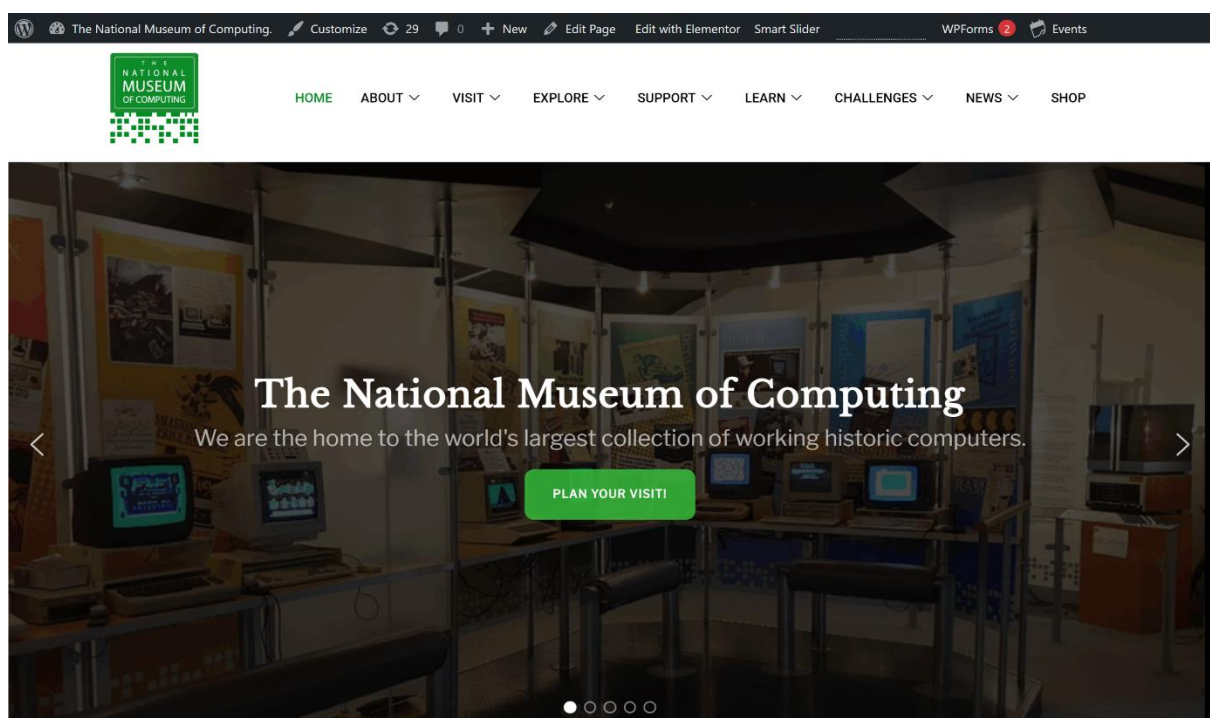 The National Museum of Computing. Customize 29 0 New Edit Page Edit with Elementor Smart Slider WPForms 2 Events
THE
NATIONAL
MUSEUM
OF COMPUTING
HOME ABOUT VISIT EXPLORE SUPPORT LEARN CHALLENGES NEWS SHOP
The National Museum of Computing
We are the home to the world's largest collection of working historic computers.
PLAN YOUR VISIT!